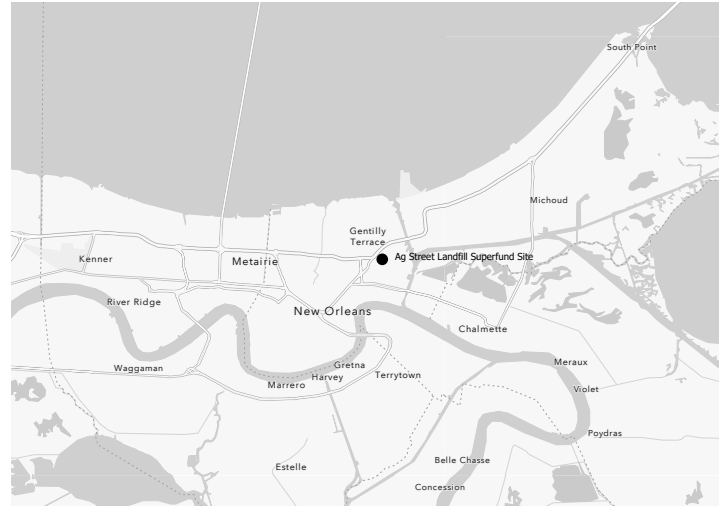 South Point
Michoud
Gentilly
Terrace
Ag Street Landfill Superfund Site
Kenner
Metairie
River Ridge
New Orleans
Chalmette
Waggaman
Gretna
Meraux
Harvey
Terrytown
Marrero
Violet
Poydras
Belle Chasse
Estelle
Concession